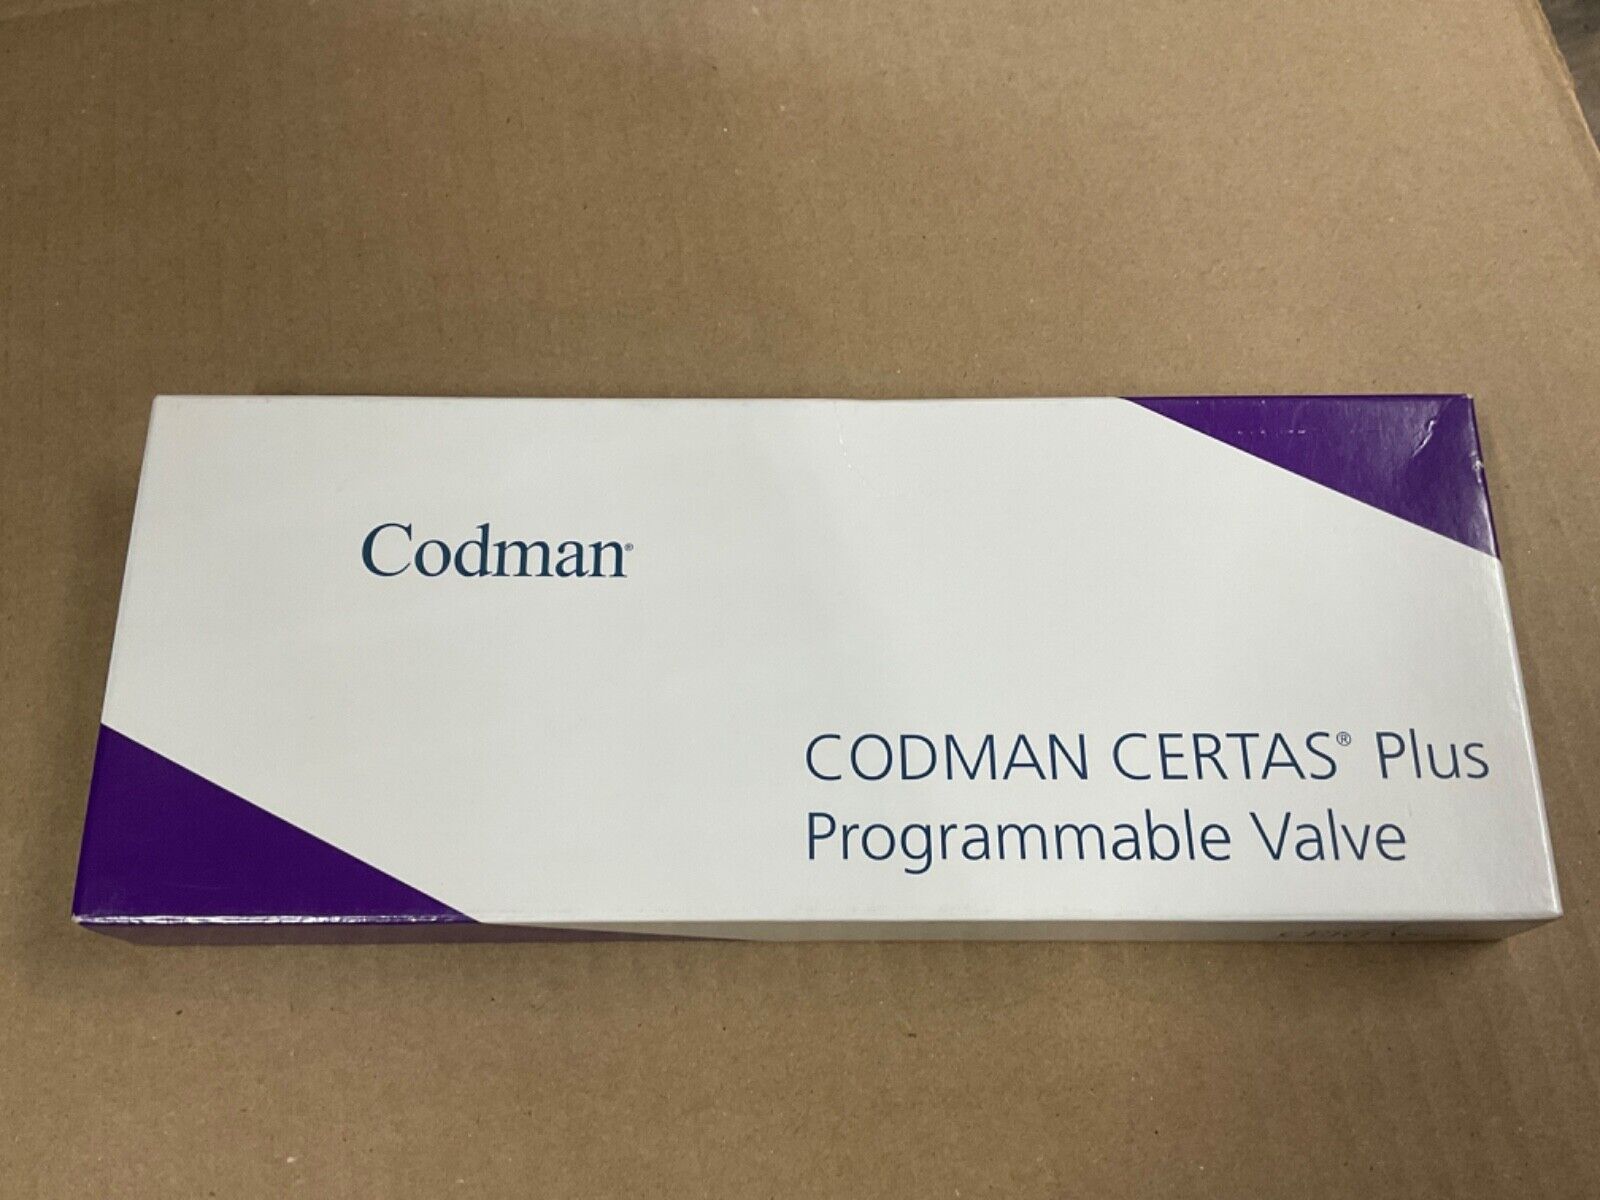 Codman®
CODMAN CERTAS® Plus
Programmable Valve